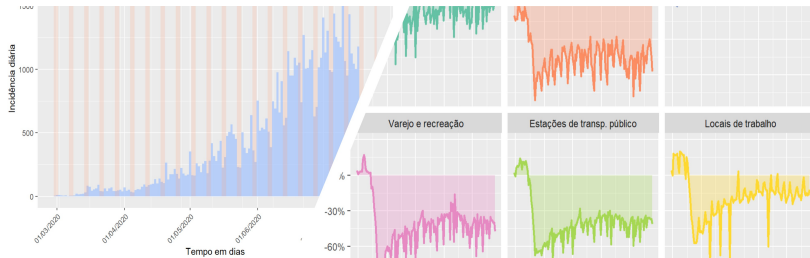 1500
Incidência diária
1000
500
0
01/03/2020
01/04/2020
01/05/2020
01/06/2020
Tempo em dias
Varejo e recreação
Estações de transp. público
Locais de trabalho
-30%
-60%